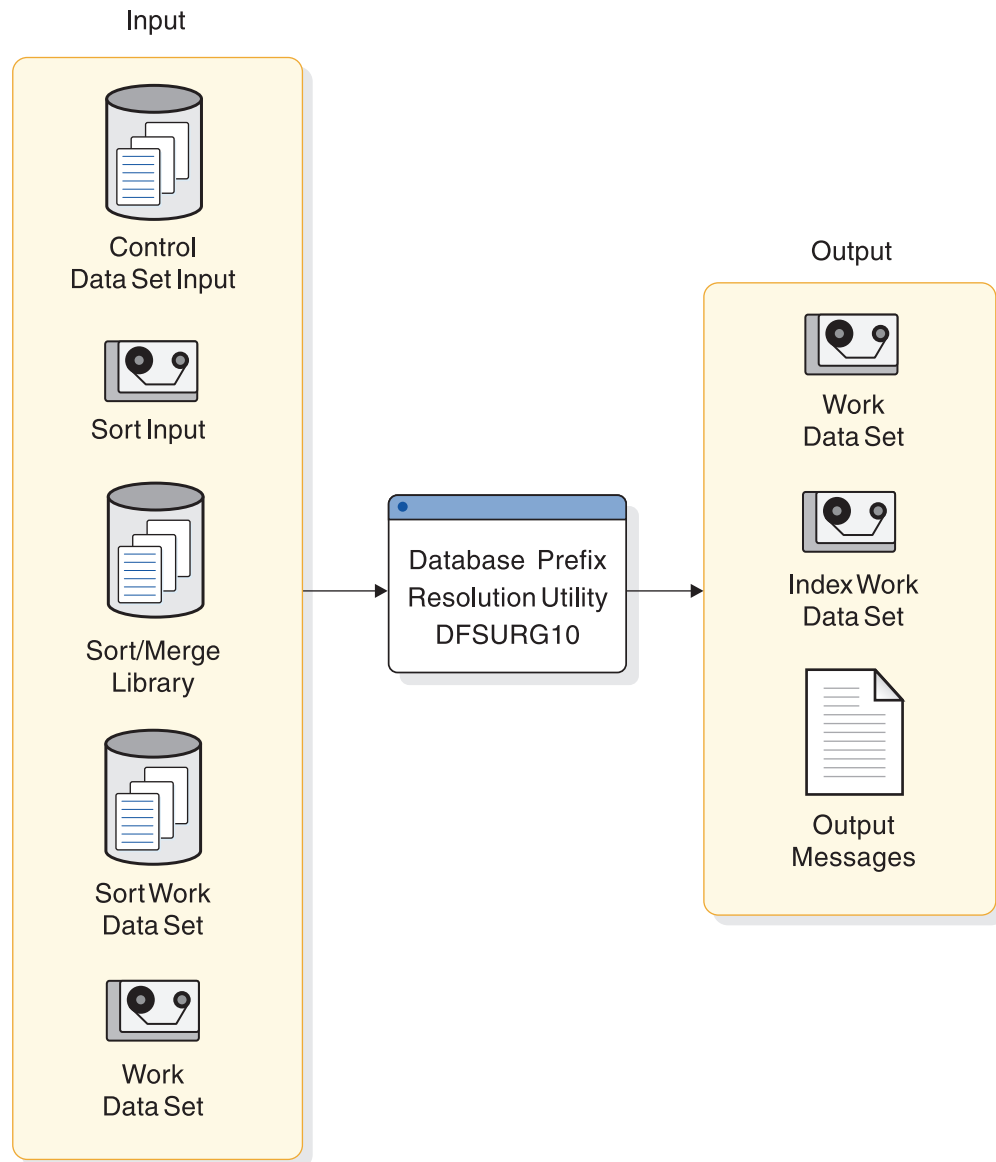 Input
Control
Data Set Input
Sort Input
Sort/Merge
Library
Sort Work
Data Set
Work
Data Set
Database Prefix
Resolution Utility
DFSURG10
Output
Work
Data Set
Index Work
Data Set
Output
Messages